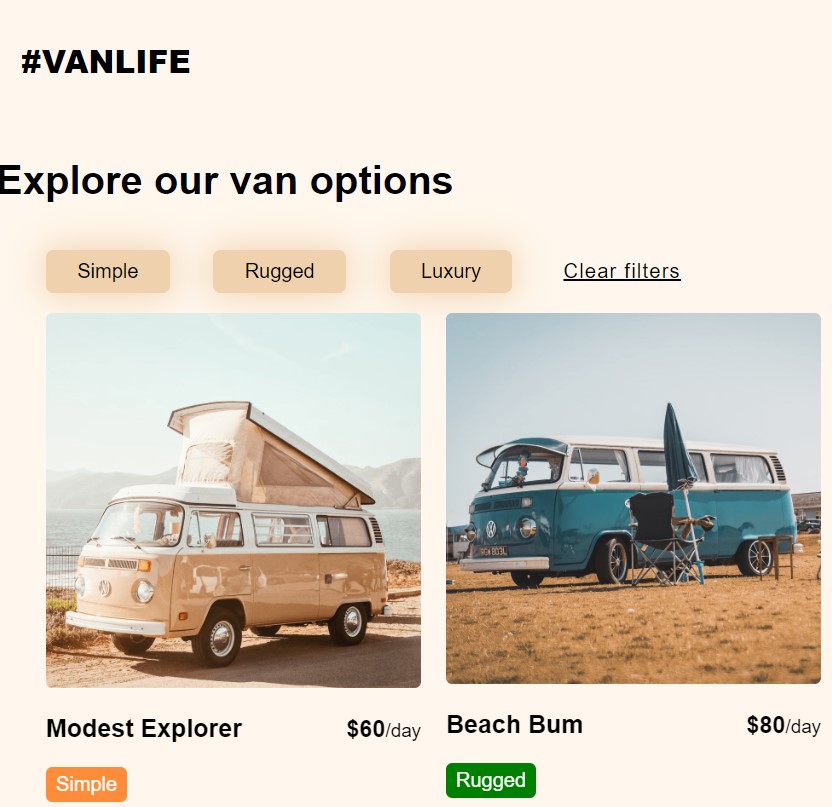 #VANLIFE
Explore our van options
Simple
Rugged
Luxury
Clear filters
Modest Explorer
$60/day
Beach Bum
$80/day
Simple
Rugged